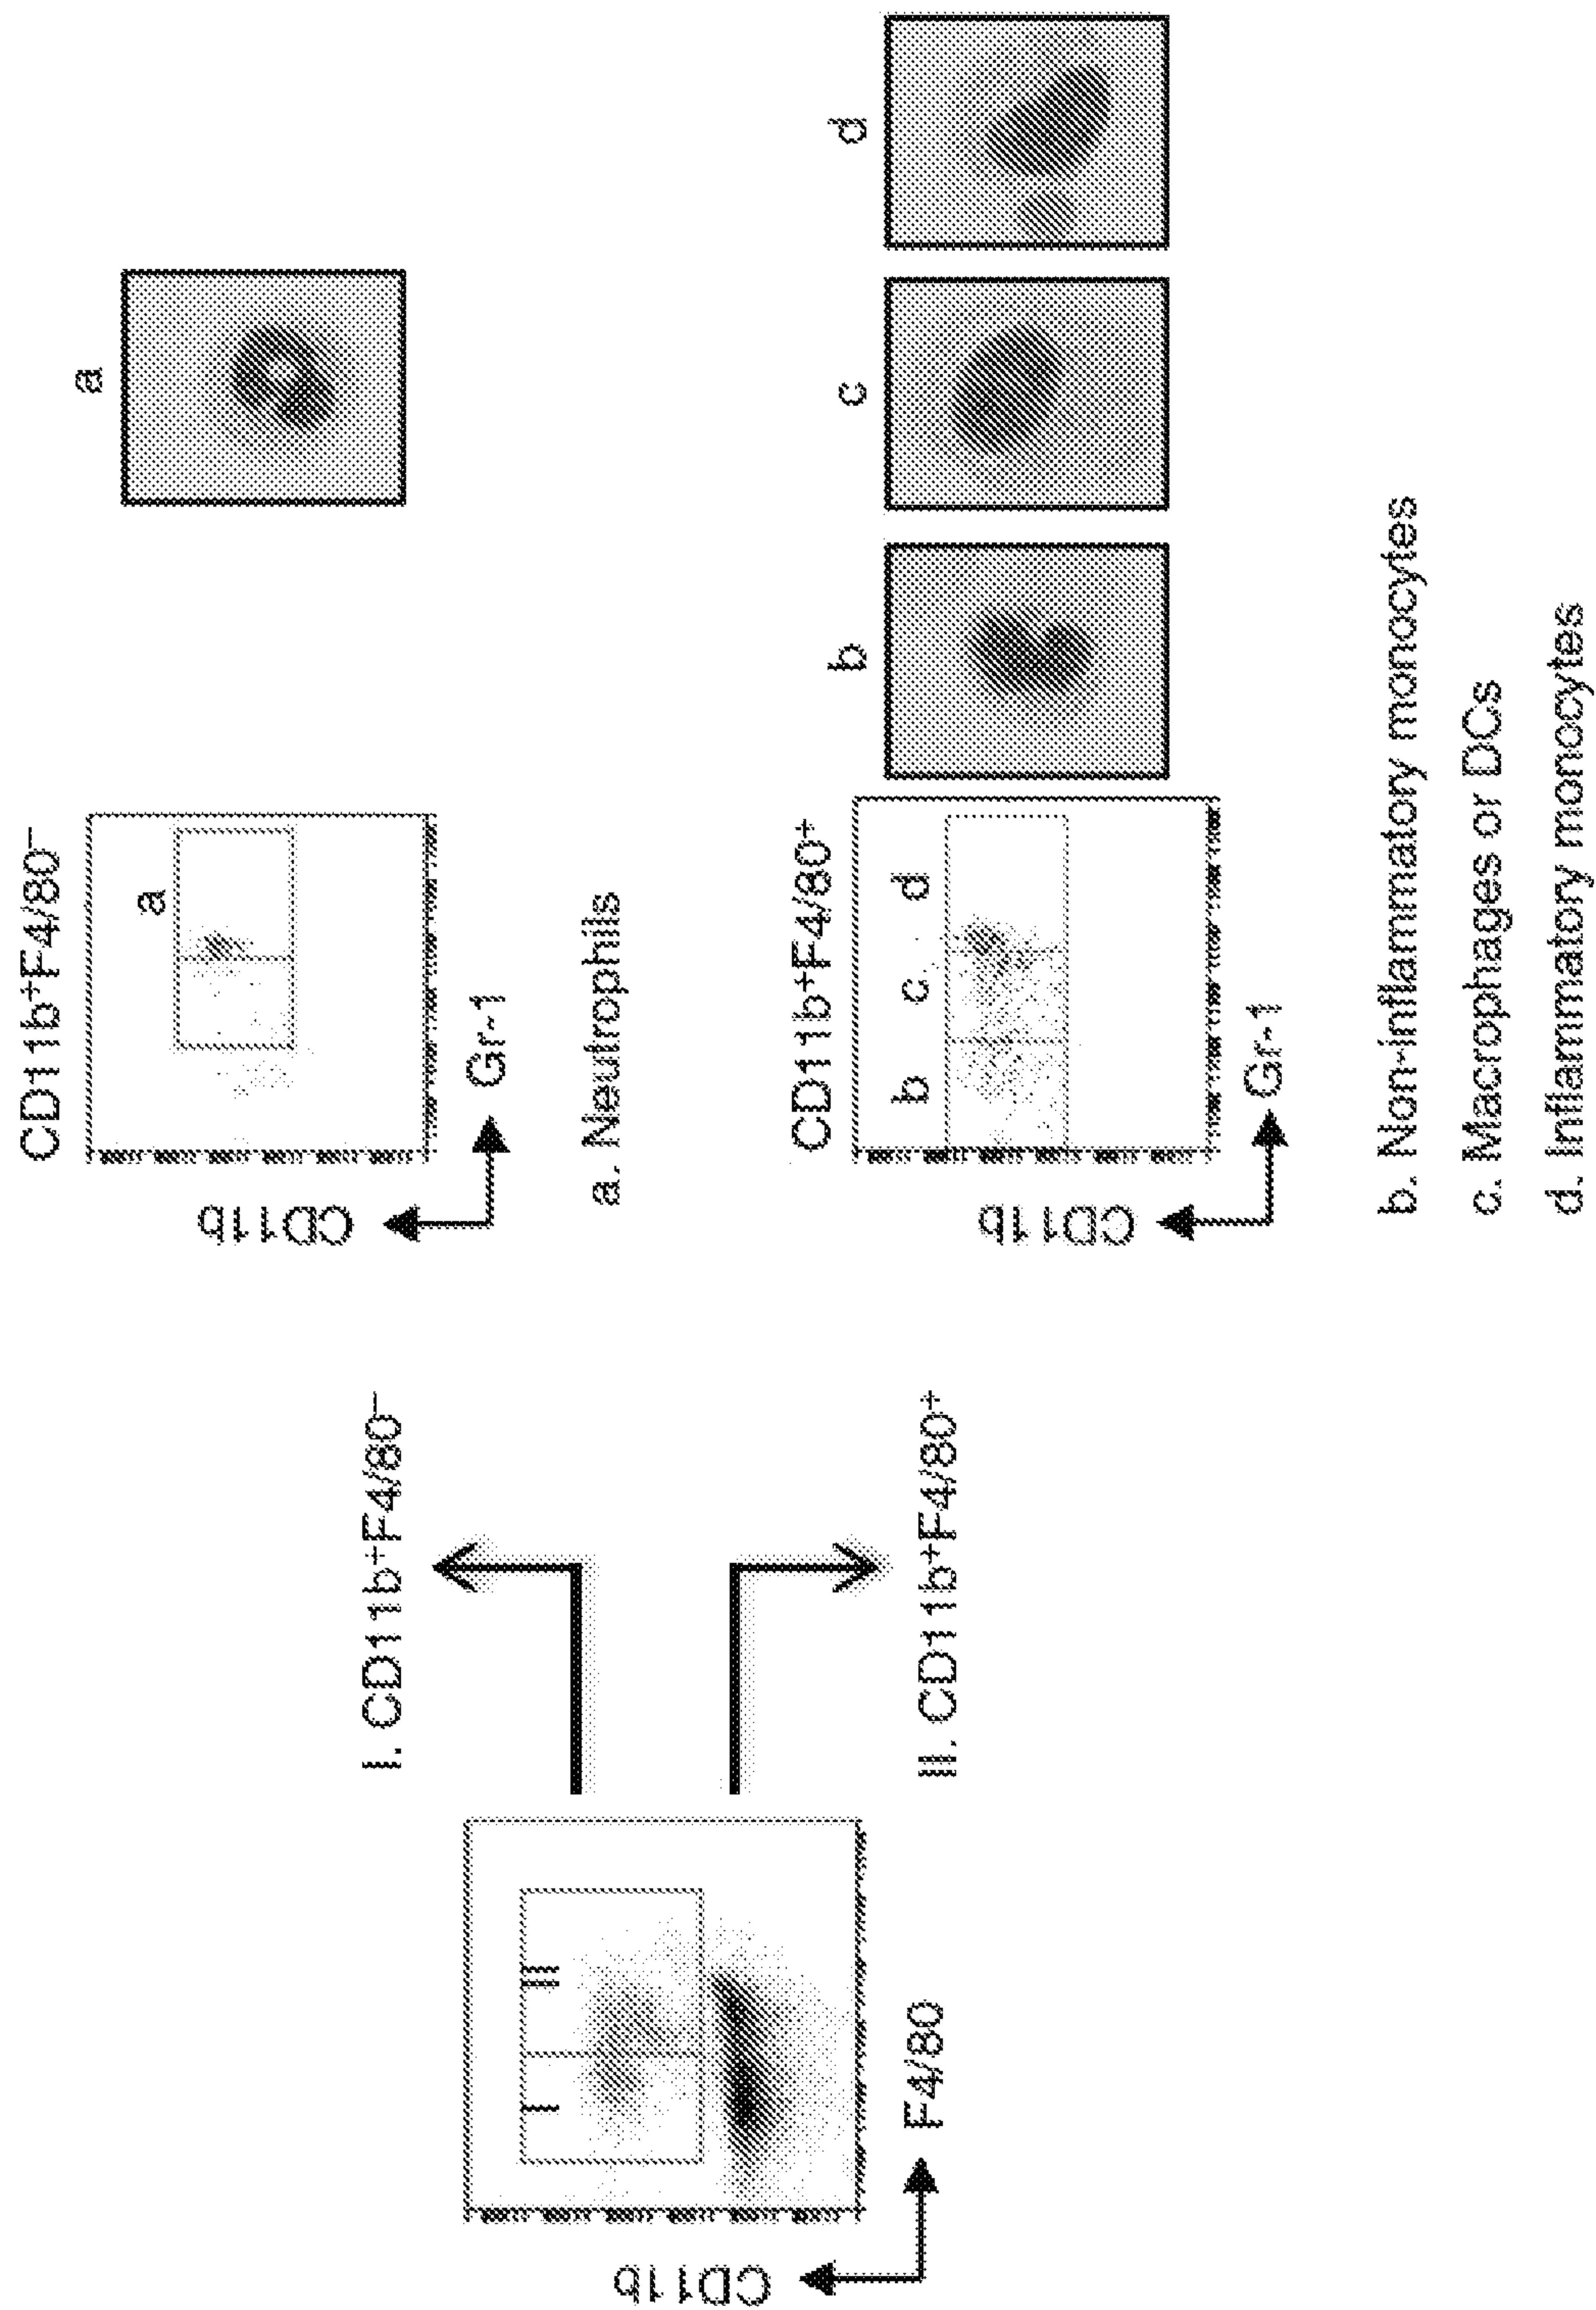 CD11b
F4/80
I
II
I. CD11b⁺F4/80⁻
II. CD11b⁺F4/80⁺
CD11b⁺F4/80⁻
a
CD11b
Gr-1
a
a. Neutrophils
CD11b⁺F4/80⁺
b
c
d
CD11b
Gr-1
b
c
d
b. Non-inflammatory monocytes
c. Macrophages or DCs
d. Inflammatory monocytes